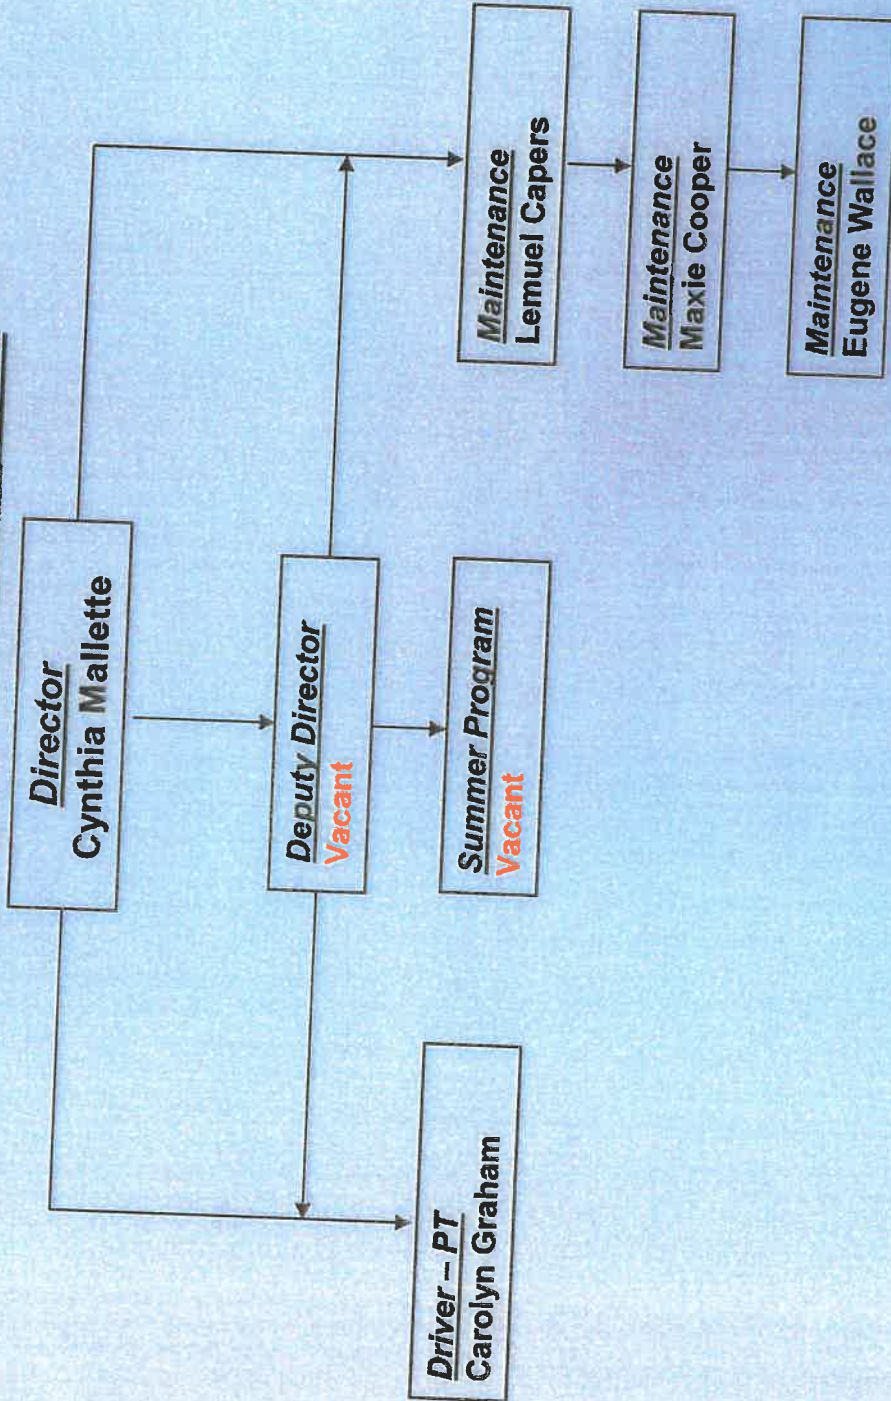 Director
Cynthia Mallette
Deputy Director
Vacant
Driver – PT
Carolyn Graham
Summer Program
Vacant
Maintenance
Lemuel Capers
Maintenance
Maxie Cooper
Maintenance
Eugene Wallace